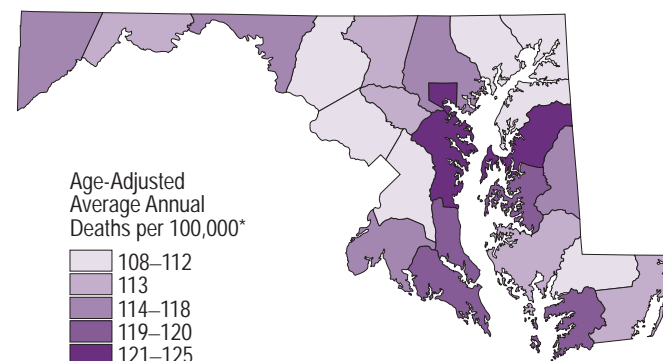 Age-Adjusted
Average Annual
Deaths per 100,000*
108–112
113
114–118
119–120
121–125